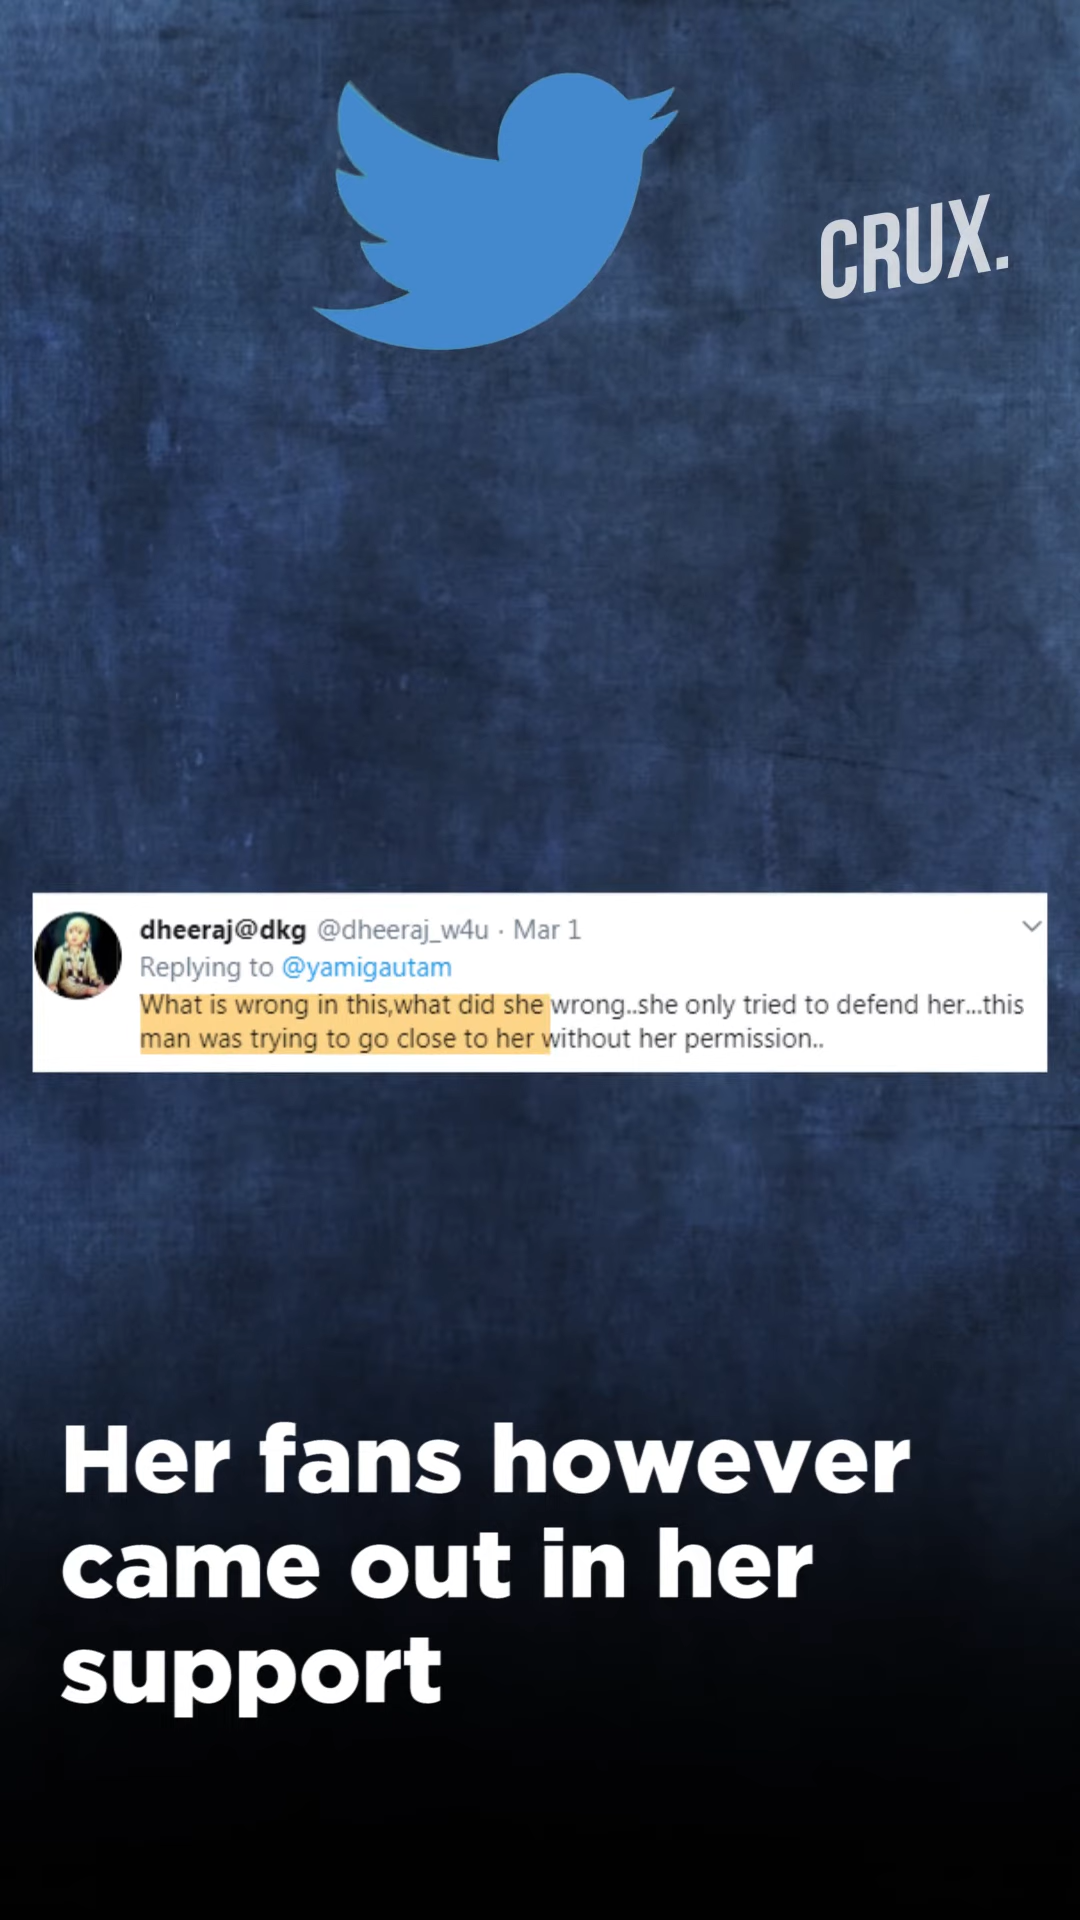 CRUX.
dheeraj@dkg @dheeraj_w4u · Mar 1
Replying to @yamigautam
What is wrong in this,what did she wrong..she only tried to defend her...this
man was trying to go close to her without her permission..
Her fans however
came out in her
support